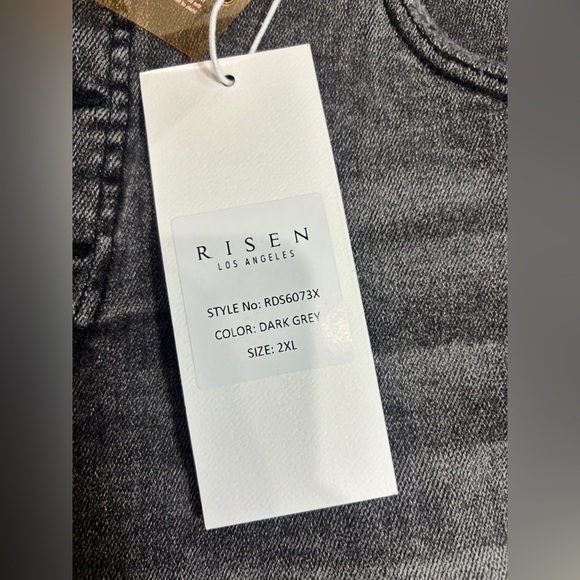 RISEN
LOS ANGELES
STYLE No: RDS6073X
COLOR: DARK GREY
SIZE: 2XL